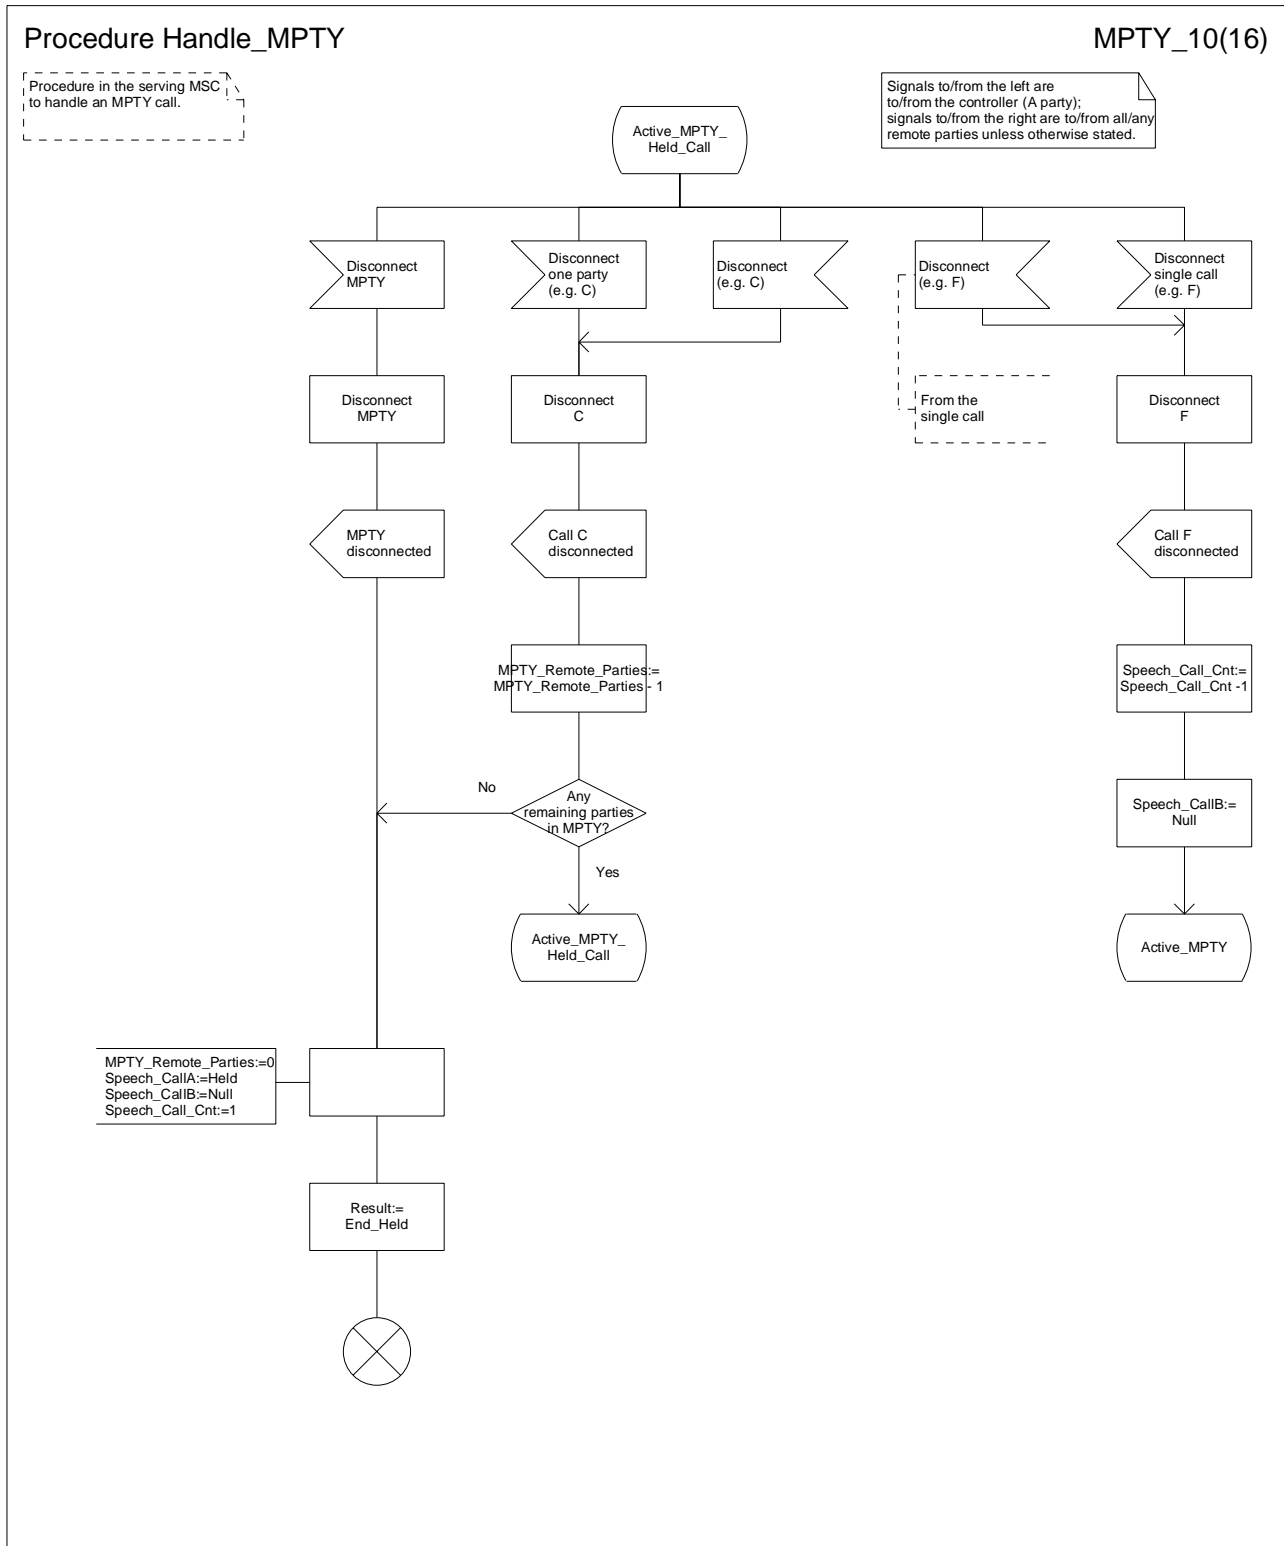 Procedure Handle_MPTY
MPTY_10(16)
Procedure in the serving MSC
to handle an MPTY call.
Signals to/from the left are
to/from the controller (A party);
signals to/from the right are to/from all/any
remote parties unless otherwise stated.
Active_MPTY_
Held_Call
Disconnect
MPTY
Disconnect
one party
(e.g. C)
Disconnect
(e.g. C)
Disconnect
(e.g. F)
Disconnect
single call
(e.g. F)
Disconnect
MPTY
Disconnect
C
From the
single call
Disconnect
F
MPTY
disconnected
Call C
disconnected
Call F
disconnected
MPTY_Remote_Parties:=
MPTY_Remote_Parties - 1
Speech_Call_Cnt:=
Speech_Call_Cnt -1
No
Any
remaining parties
in MPTY?
Yes
Speech_CallB:=
Null
Active_MPTY_
Held_Call
Active_MPTY
MPTY_Remote_Parties:=0
Speech_CallA:=Held
Speech_CallB:=Null
Speech_Call_Cnt:=1
Result:=
End_Held